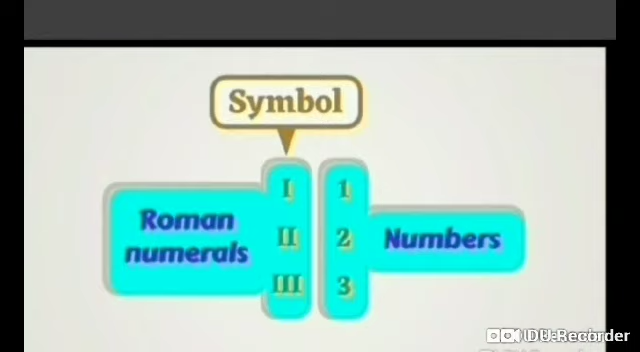 Symbol
I 1
Roman numerals II 2 Numbers
III 3
DU Recorder